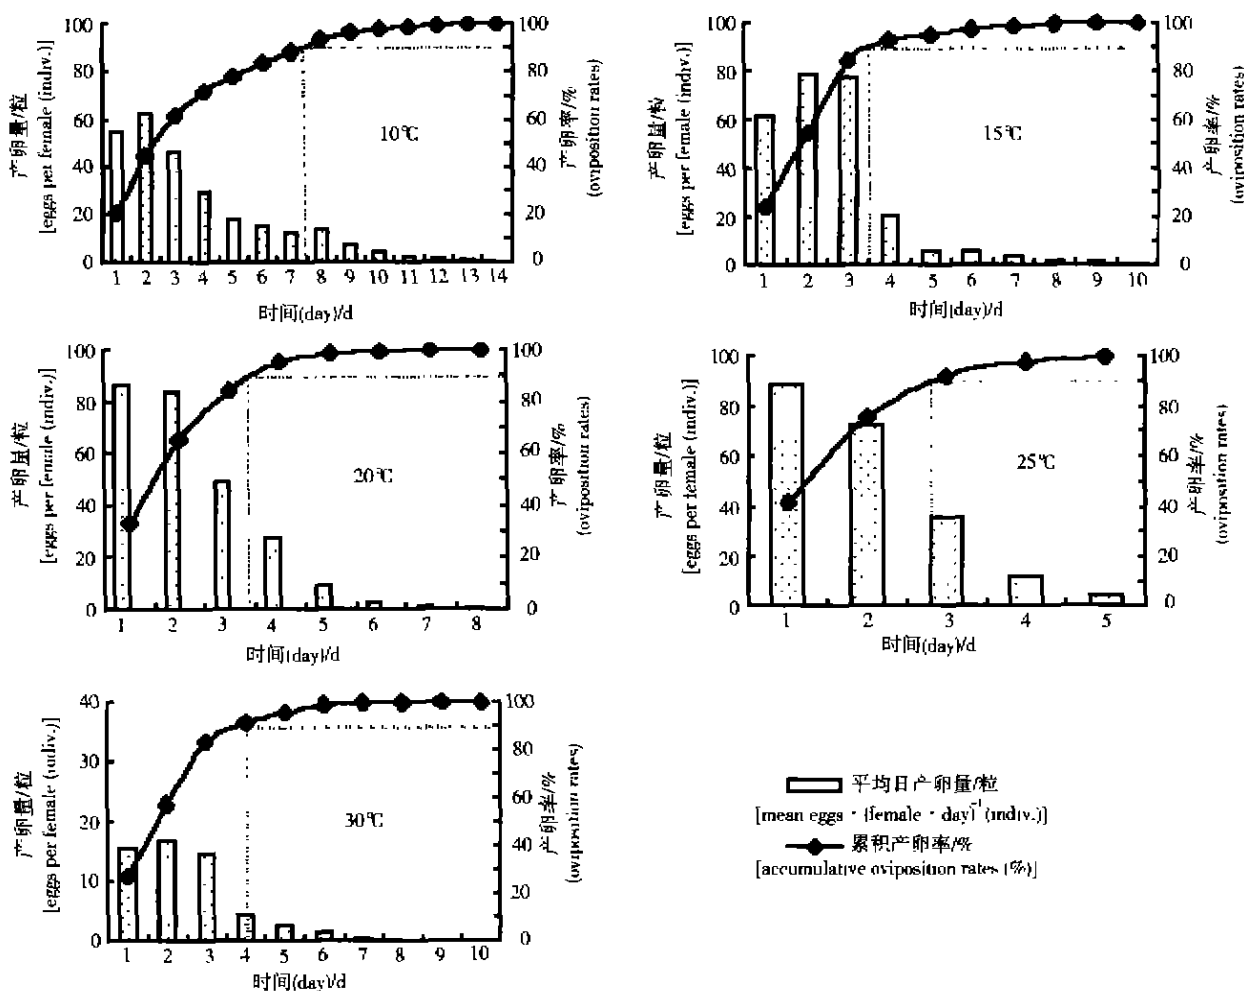 产卵量/粒
[eggs per female (indiv.)]
100
80
60
40
20
0
10℃
100
80
60
40
20
0
产卵率/%
(oviposition rates)
1 2 3 4 5 6 7 8 9 10 11 12 13 14
时间(day)/d
产卵量/粒
[eggs per female (indiv.)]
100
80
60
40
20
0
15℃
100
80
60
40
20
0
产卵率/%
(oviposition rates)
1 2 3 4 5 6 7 8 9 10
时间(day)/d
产卵量/粒
[eggs per female (indiv.)]
100
80
60
40
20
0
20℃
100
80
60
40
20
0
产卵率/%
(oviposition rates)
1 2 3 4 5 6 7 8
时间(day)/d
产卵量/粒
[eggs per female (indiv.)]
100
80
60
40
20
0
25℃
100
80
60
40
20
0
产卵率/%
(oviposition rates)
1 2 3 4 5
时间(day)/d
产卵量/粒
[eggs per female (indiv.)]
40
30
20
10
0
30℃
100
80
60
40
20
0
产卵率/%
(oviposition rates)
1 2 3 4 5 6 7 8 9 10
时间(day)/d
平均日产卵量/粒
[mean eggs·(female·day)⁻¹(indiv.)]
累积产卵率/%
[accumulative oviposition rates (%)]